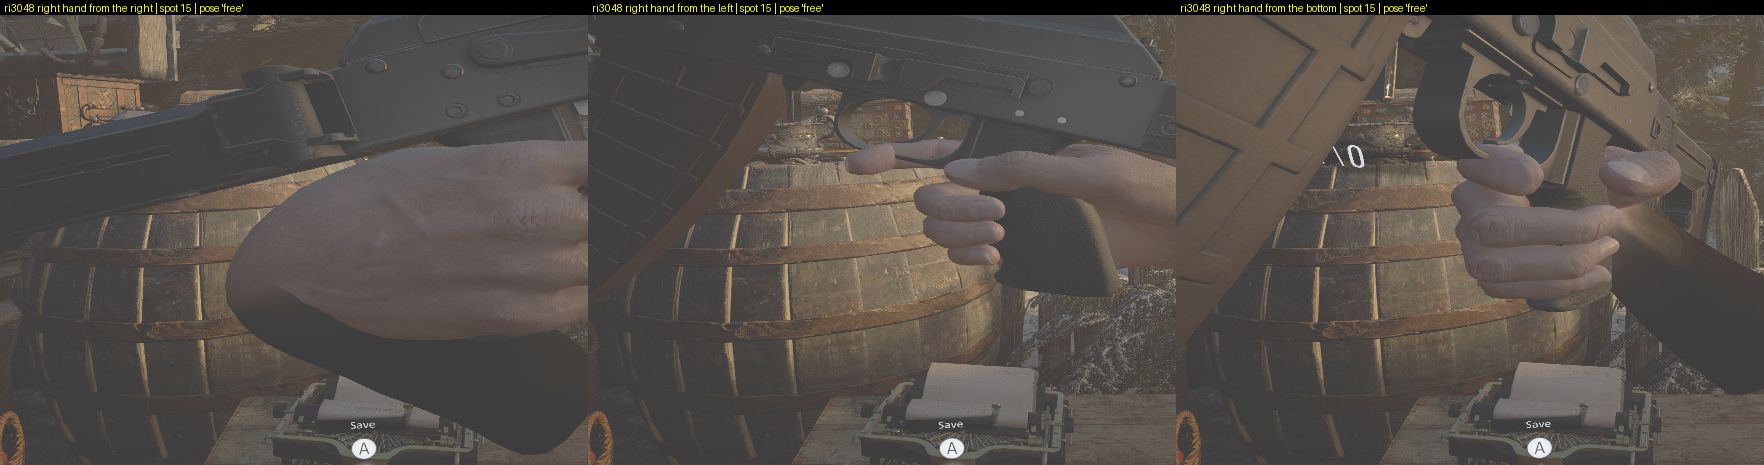 ri3048 right hand from the right | spot 15 | pose 'free'
ri3048 right hand from the left | spot 15 | pose 'free'
ri3048 right hand from the bottom | spot 15 | pose 'free'
\0
Save
A
Save
A
Save
A